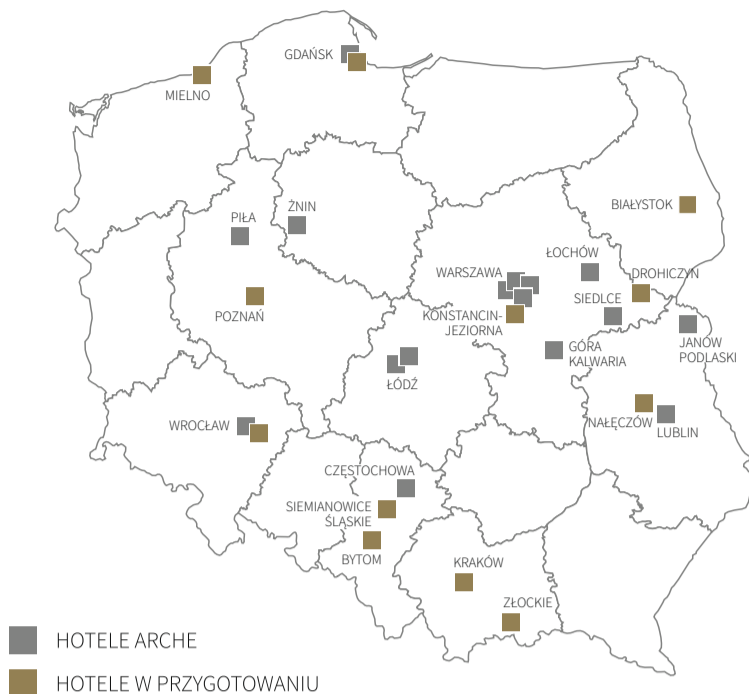 GDAŃSK
MIELNO
BIAŁYSTOK
ŻNIN
PIŁA
ŁOCHÓW
WARSZAWA
DROHICZYN
SIEDLCE
POZNAŃ
KONSTANCIN-
JEZIORNA
JANÓW
PODLASKI
GÓRA
KALWARIA
ŁÓDŹ
NAŁĘCZÓW
LUBLIN
WROCŁAW
CZĘSTOCHOWA
SIEMIANOWICE
ŚLĄSKIE
BYTOM
KRAKÓW
ZŁOCKIE
HOTELE ARCHE
HOTELE W PRZYGOTOWANIU